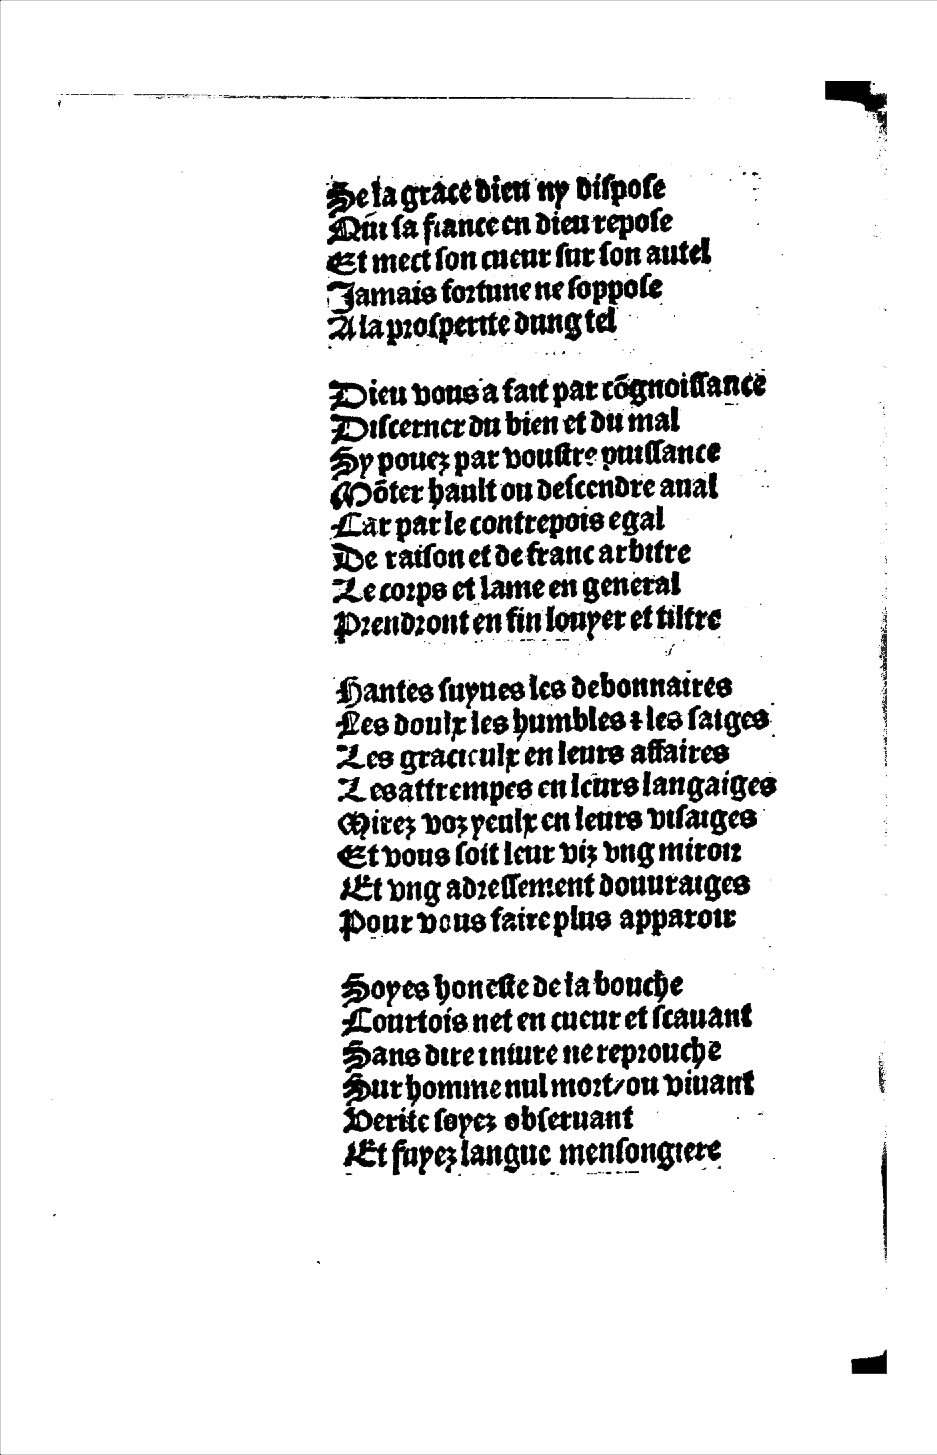 Se la grace dieu ny diſpoſe
Qui ſa fiance en dieu repoſe
Et mect ſon cueur ſur ſon autel
Jamais fortune ne ſoppoſe
A la proſperite dung tel
Dieu vous a fait par cõgnoiſſance
Diſcerner du bien et du mal
Sy pouez par vouſtre puiſſance
Mõter hault ou deſcendre aual
Car par le contrepois egal
De raiſon et de franc arbitre
Le corps et lame en general
Prendront en fin louyer et tiltre
Hantes ſuyues les debonnaires
Les doulx les humbles ⁊ les ſaiges
Les gracieulx en leurs affaires
Les attrempes en leurs langaiges
Mirez voz yeulx en leurs viſaiges
Et vous ſoit leur viz vng miroir
Et vng adreſſement douuraiges
Pour vous faire plus apparoir
Soyes honeſte de la bouche
Courtois net en cueur et ſcauant
Sans dire iniure ne reprouche
Sur homme nul mort/ou viuant
Verite ſoyez obſeruant
Et fuyez langue menſongiere